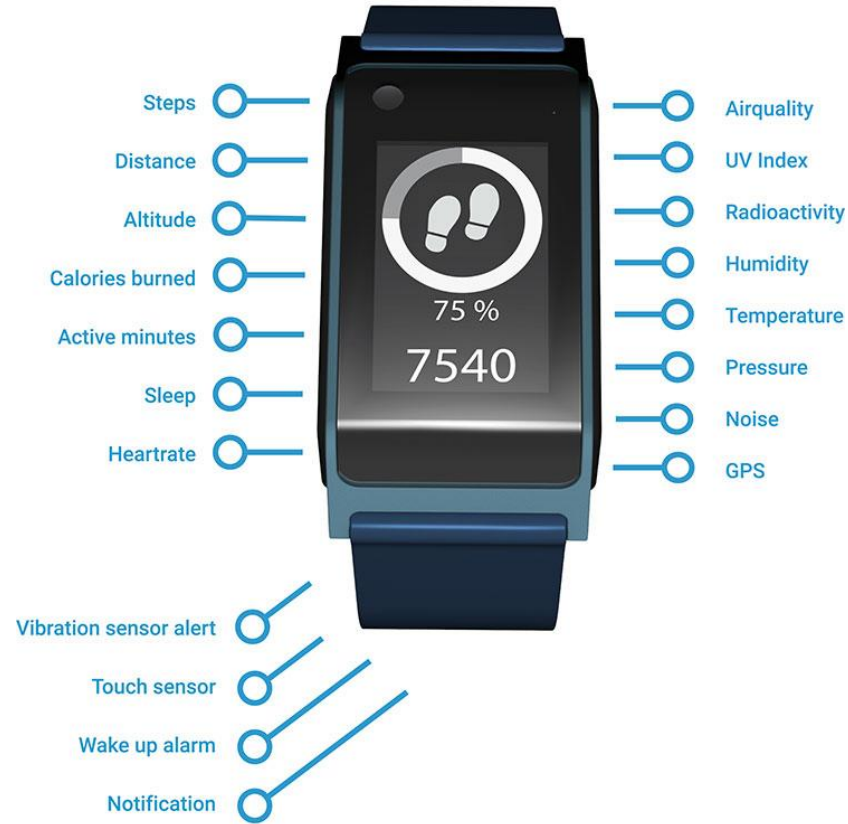 Steps
Distance
Altitude
Calories burned
Active minutes
Sleep
Heartrate
Airquality
UV Index
Radioactivity
Humidity
Temperature
Pressure
Noise
GPS
75 %
7540
Vibration sensor alert
Touch sensor
Wake up alarm
Notification